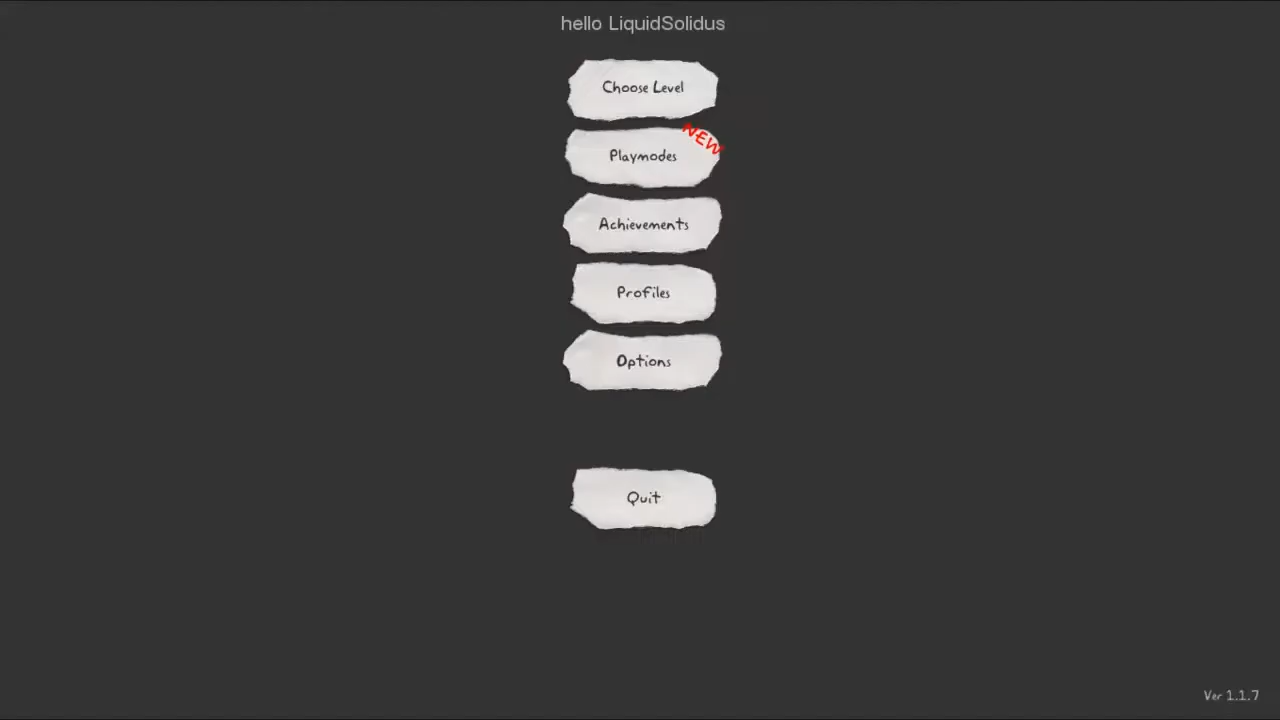 hello LiquidSolidus
Choose Level
NEW
Playmodes
Achievements
Profiles
Options
Quit
Ver 1.1.7